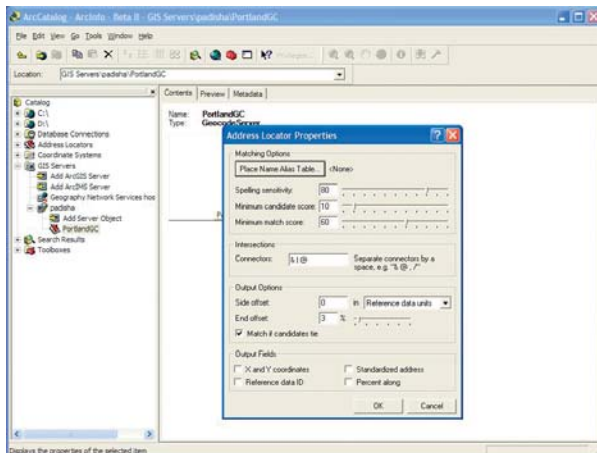 ArcCatalog - ArcInfo - Beta II - GIS Servers\padisha\PortlandGC
File Edit View Go Tools Window Help
Location: GIS Servers\padisha\PortlandGC
Catalog
C:\
D:\
Database Connections
Address Locators
Coordinate Systems
GIS Servers
Add ArcGIS Server
Add ArcIMS Server
Geography Network Services hos
padisha
Add Server Object
PortlandGC
Search Results
Toolboxes
Contents Preview Metadata
Name: PortlandGC
Type: GeocodeServer
Address Locator Properties
Matching Options
Place Name Alias Table... <None>
Spelling sensitivity: 80
Minimum candidate score: 10
Minimum match score: 60
Intersections
Connectors: & | @ Separate connectors by a
space, e.g. "& @ , /"
Output Options
Side offset: 0 in Reference data units
End offset: 3 %
Match if candidates tie
Output Fields
X and Y coordinates Standardized address
Reference data ID Percent along
OK Cancel
Displays the properties of the selected item